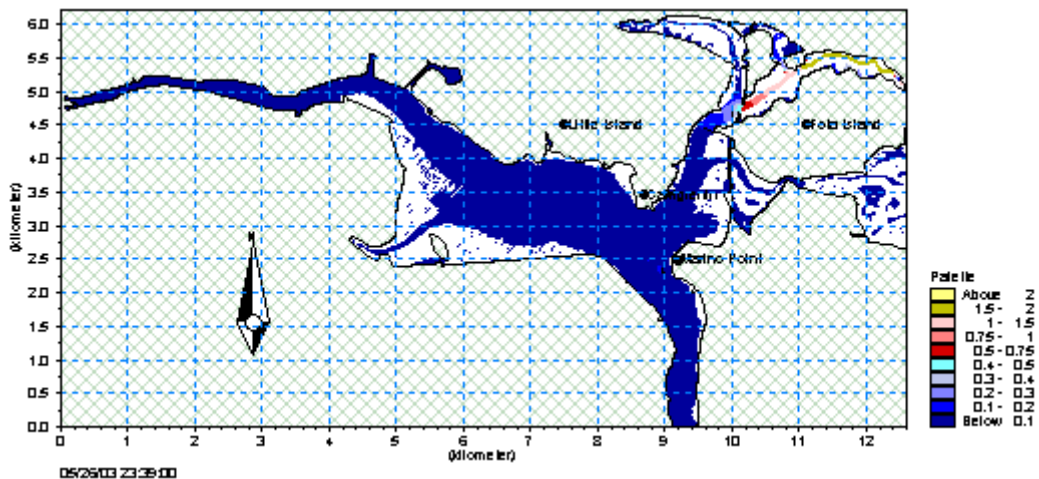 6.0
5.5
5.0
4.5
4.0
3.5
3.0
2.5
2.0
1.5
1.0
0.5
0.0
(kilometer)
Little Island
Fota Island
Marino Point
0 1 2 3 4 5 6 7 8 9 10 11 12
(kilometer)
05/26/03 23:39:00
Palette
Above 2
1.5 - 2
1 - 1.5
0.75 - 1
0.5 - 0.75
0.4 - 0.5
0.3 - 0.4
0.2 - 0.3
0.1 - 0.2
Below 0.1